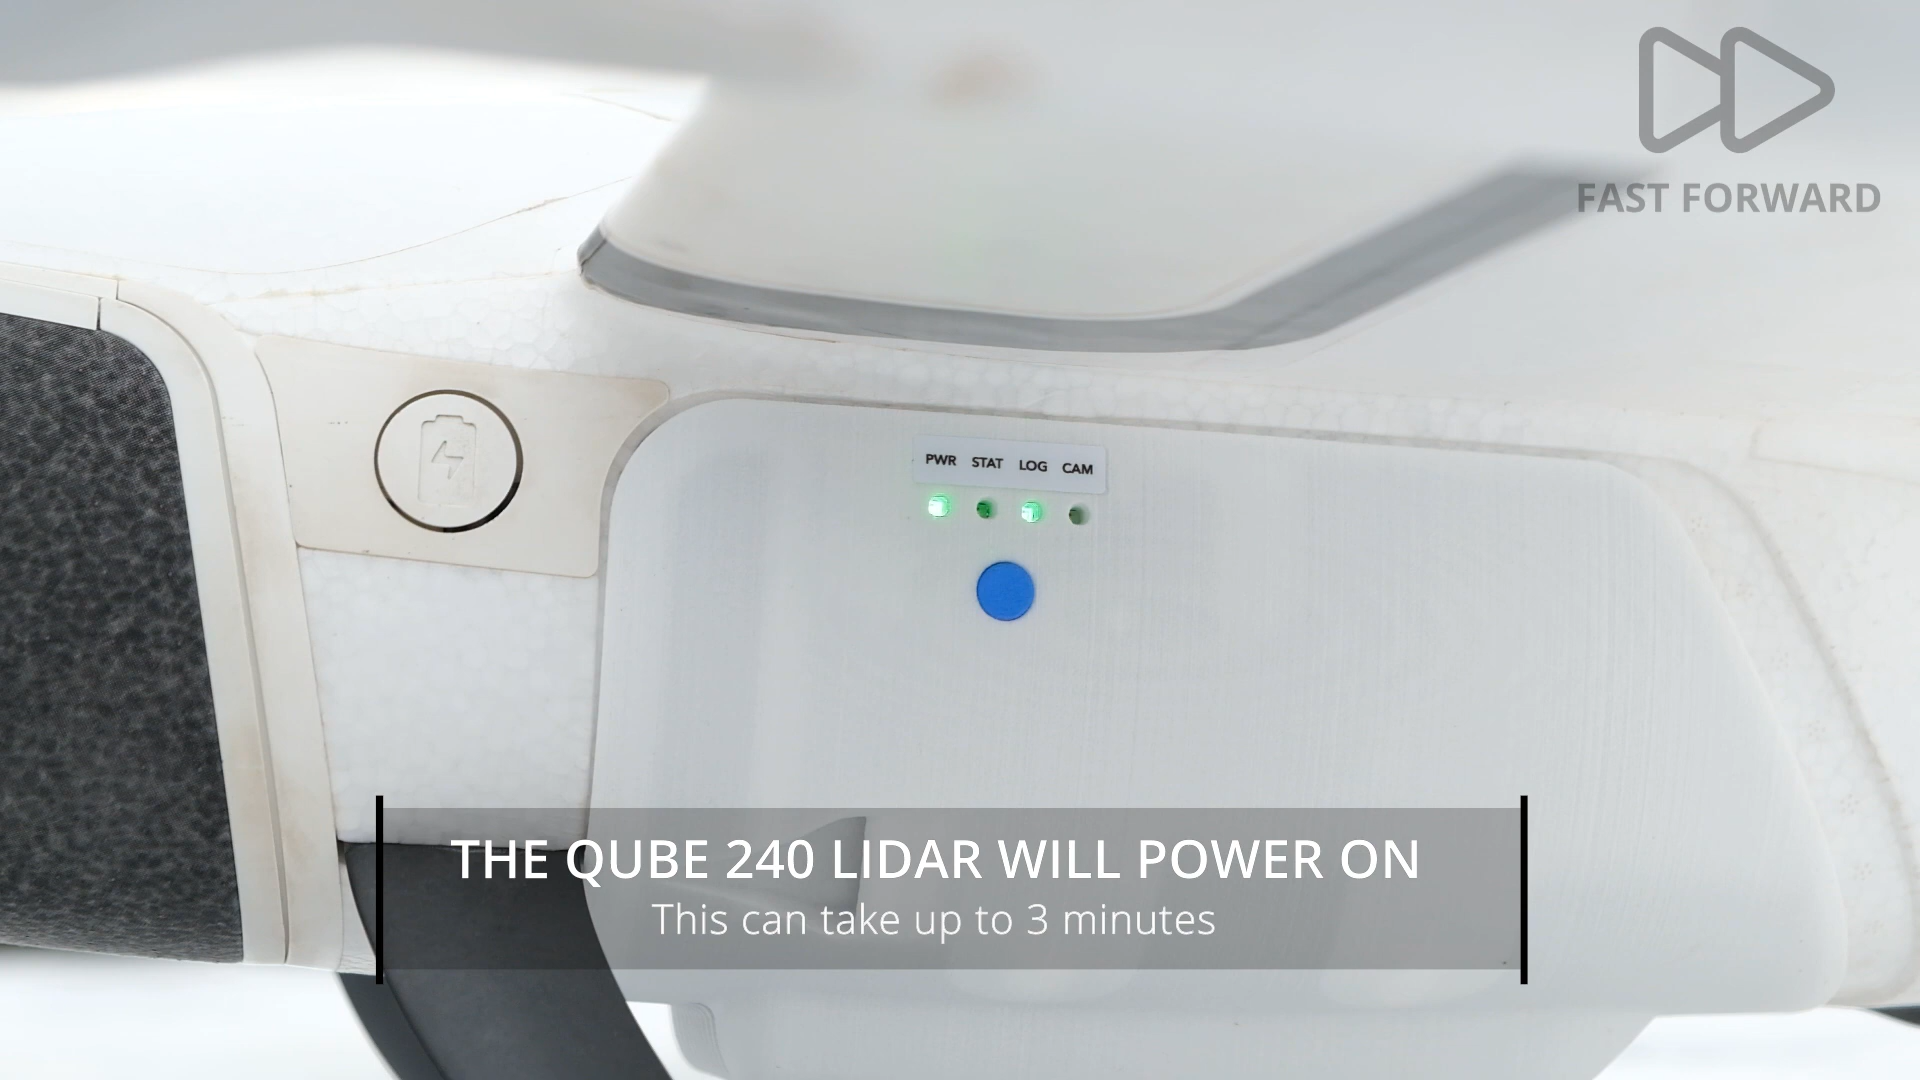 FAST FORWARD
PWR STAT LOG CAM
THE QUBE 240 LIDAR WILL POWER ON
This can take up to 3 minutes